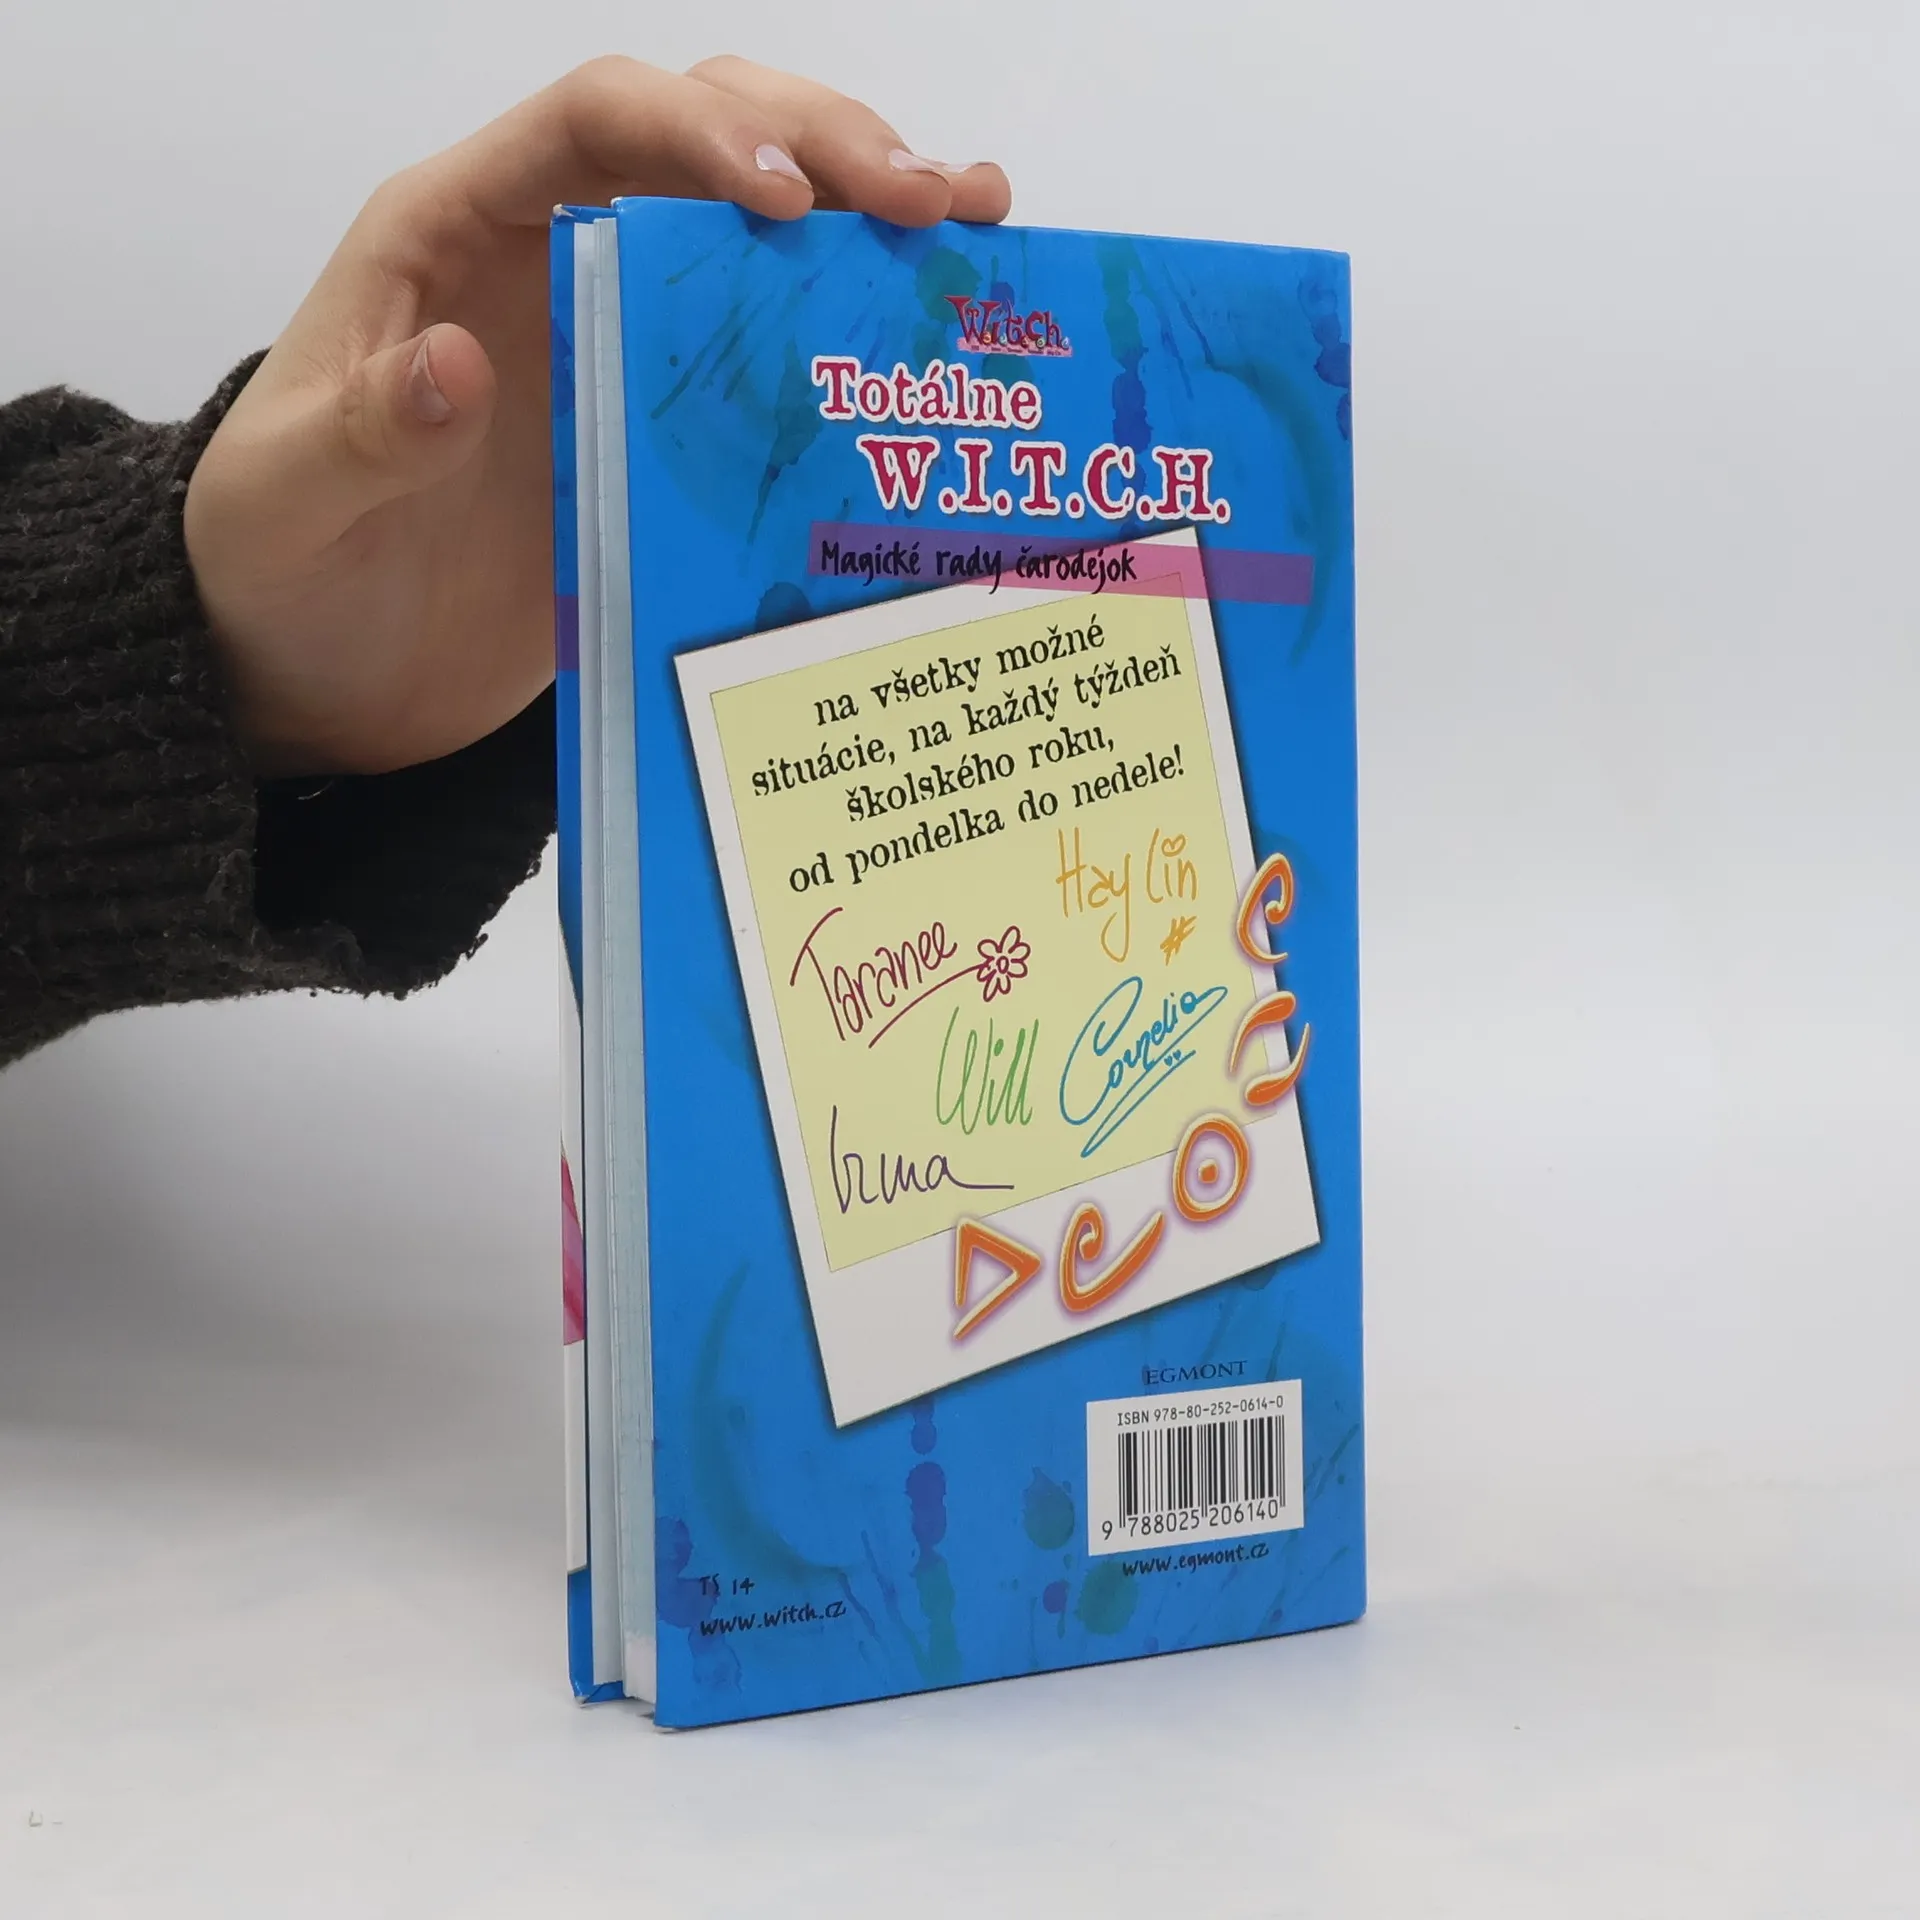 W.i.t.c.h.
Totálne
W.I.T.C.H.
Magické rady čarodejok
na všetky možné
situácie, na každý týždeň
školského roku,
od pondelka do nedele!
Hay Lin
#
Taranee
Will
Cornelia
Irma
EGMONT
ISBN 978-80-252-0614-0
9 788025 206140
www.egmont.cz
TS 14
www.witch.cz